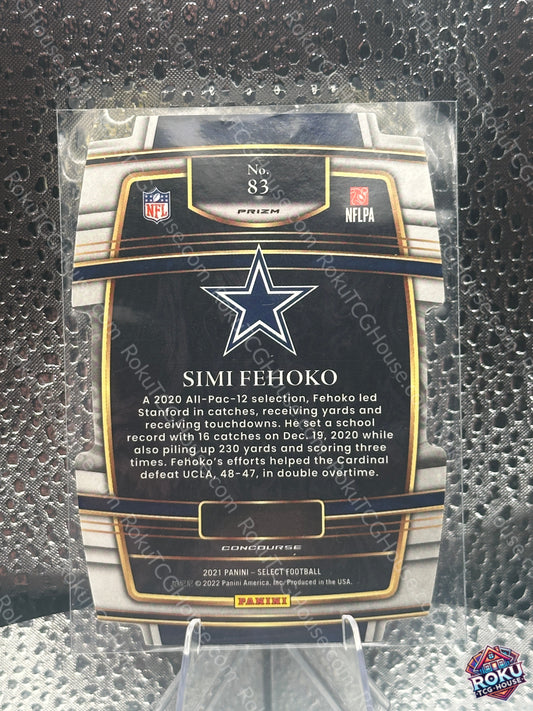 No.
83
PRIZM
NFL
NFLPA
SIMI FEHOKO
A 2020 All-Pac-12 selection, Fehoko led
Stanford in catches, receiving yards and
receiving touchdowns. He set a school
record with 16 catches on Dec. 19, 2020 while
also piling up 230 yards and scoring three
times. Fehoko's efforts helped the Cardinal
defeat UCLA, 48-47, in double overtime.
CONCOURSE
2021 PANINI – SELECT FOOTBALL
© 2022 Panini America, Inc. Produced in the USA.
PANINI
RokuTCGHouse.com
ROKU
TCG HOUSE